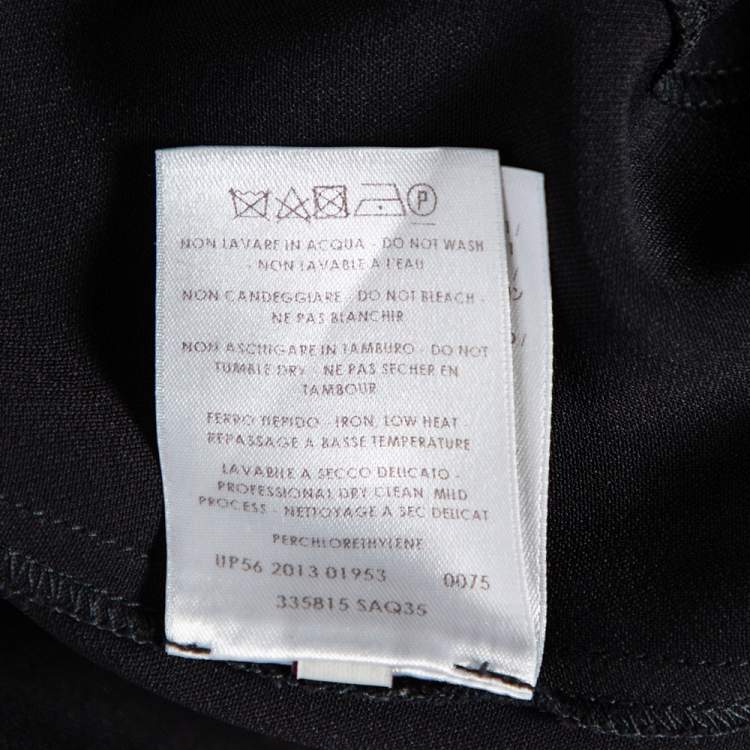 P
NON LAVARE IN ACQUA - DO NOT WASH
- NON LAVABLE A L'EAU
NON CANDEGGIARE - DO NOT BLEACH -
NE PAS BLANCHIR
NON ASCIUGARE IN TAMBURO - DO NOT
TUMBLE DRY - NE PAS SECHER EN
TAMBOUR
FERRO TIEPIDO - IRON, LOW HEAT -
REPASSAGE A BASSE TEMPERATURE
LAVABILE A SECCO DELICATO -
PROFESSIONAL DRY CLEAN, MILD
PROCESS - NETTOYAGE A SEC DELICAT
PERCHLORETHYLENE
UP56 2013 01953 0075
335815 SAQ35